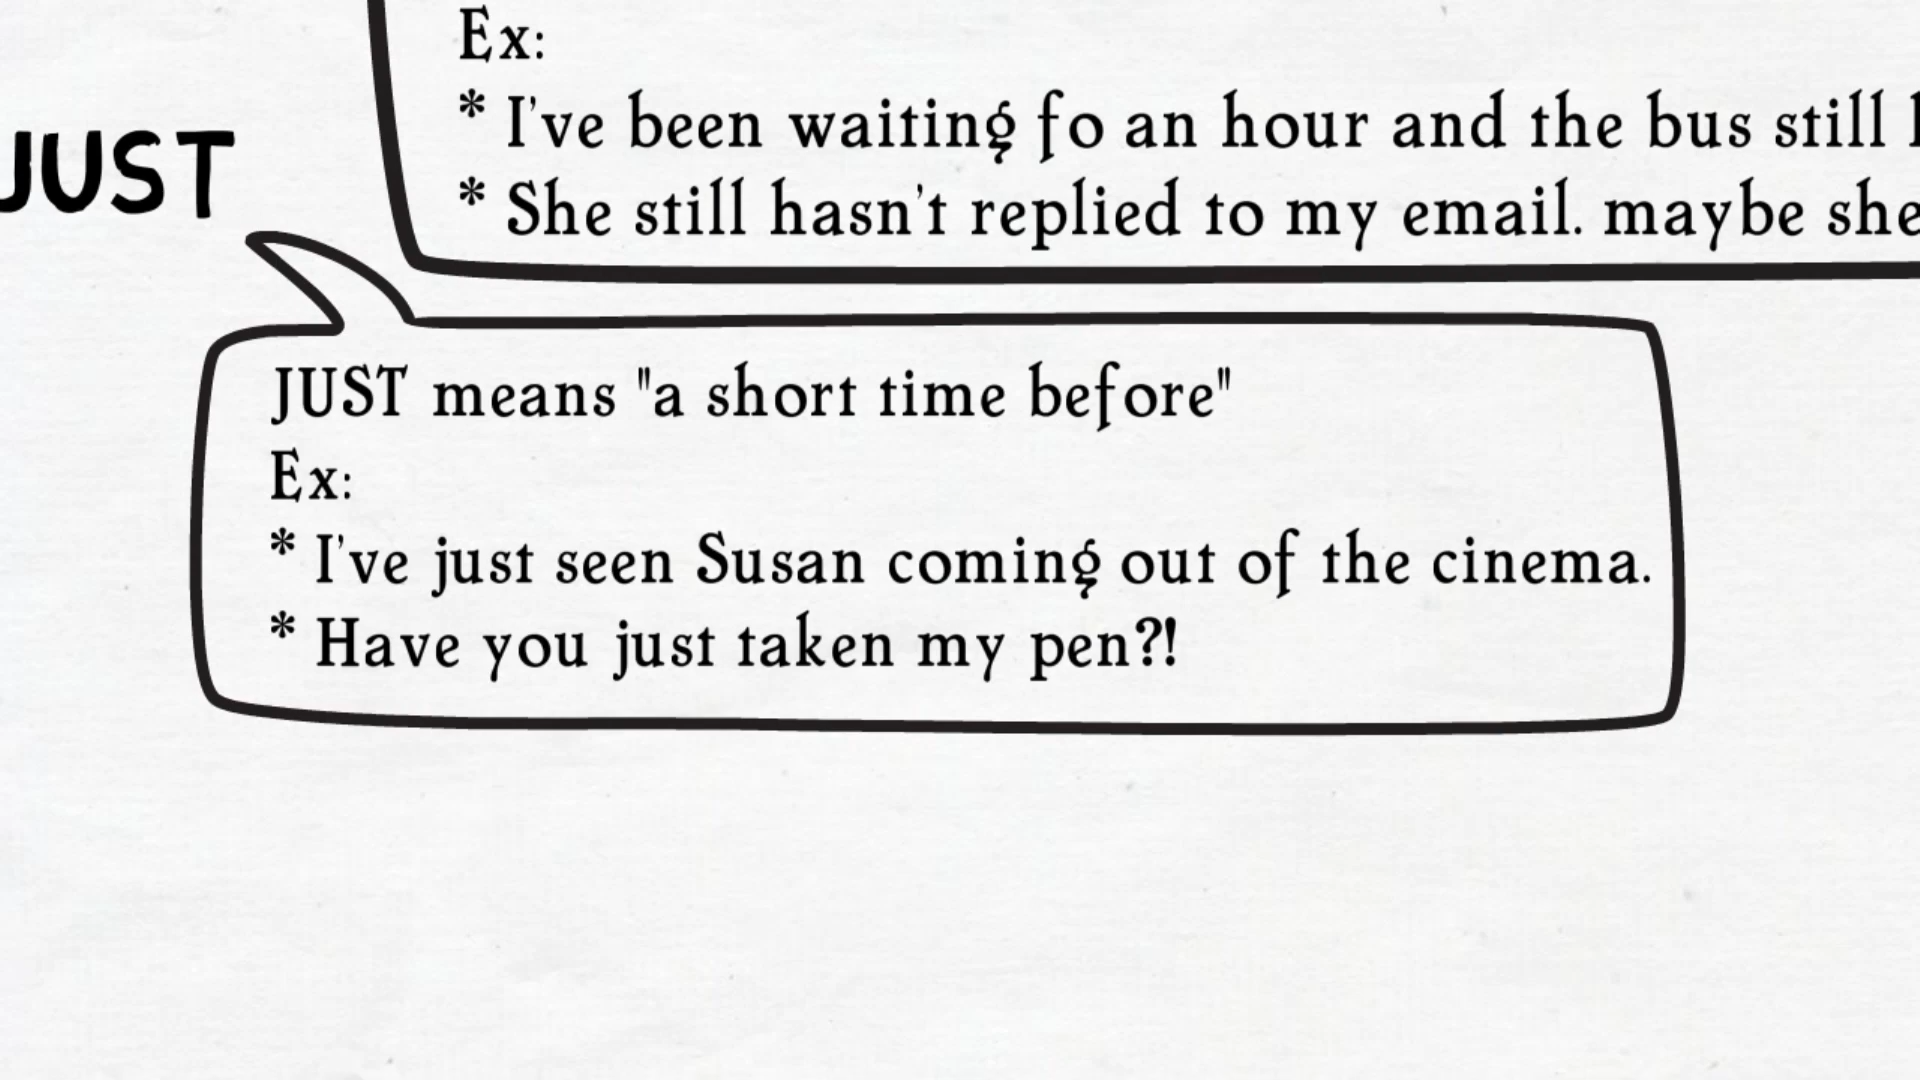 Ex:
* I've been waiting fo an hour and the bus still
* She still hasn't replied to my email. maybe she
JUST
JUST means "a short time before"
Ex:
* I've just seen Susan coming out of the cinema.
* Have you just taken my pen?!